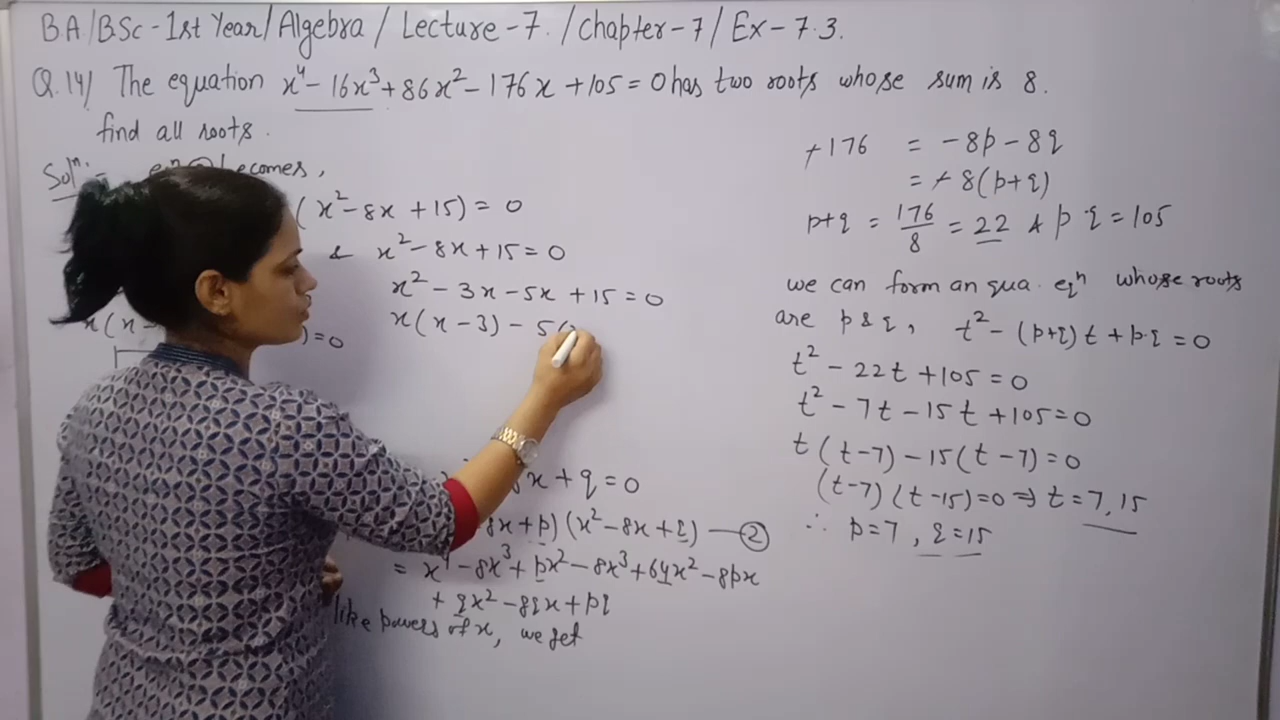 B.A/B.Sc - 1st Year / Algebra / Lecture - 7. / Chapter - 7 / Ex - 7.3.
Q.14/ The equation x⁴ - 16x³ + 86x² - 176x + 105 = 0 has two roots whose sum is 8.
find all roots.
Solⁿ:- eqⁿ ② becomes,
(x² - 8x + 15) = 0
& x² - 8x + 15 = 0
x² - 3x - 5x + 15 = 0
x(x - 3) - 5(
x(x -
) = 0
x + q = 0
8x + p)(x² - 8x + q) — ②
= x⁴ - 8x³ + px² - 8x³ + 64x² - 8px
+ qx² - 8qx + pq
like powers of x, we get
+176 = -8p - 8q
= -8(p+q)
p+q = 176/8 = 22 & p·q = 105
we can form an qua. eqⁿ whose roots
are p & q, t² - (p+q)t + p·q = 0
t² - 22t + 105 = 0
t² - 7t - 15t + 105 = 0
t(t-7) - 15(t-7) = 0
(t-7)(t-15) = 0 ⇒ t = 7, 15
∴ p = 7, q = 15